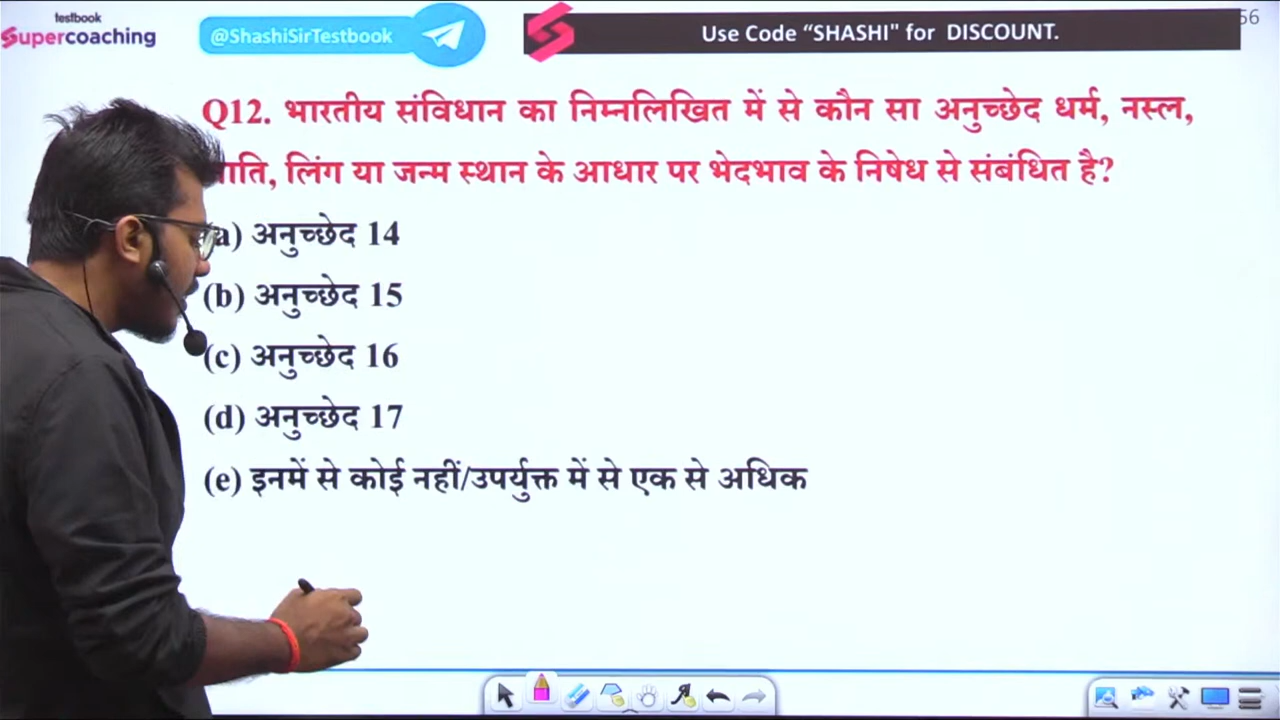 testbook
Supercoaching
@ShashiSirTestbook
Use Code “SHASHI" for DISCOUNT.
56
Q12. भारतीय संविधान का निम्नलिखित में से कौन सा अनुच्छेद धर्म, नस्ल,
लिंग या जन्म स्थान के आधार पर भेदभाव के निषेध से संबंधित है?
a) अनुच्छेद 14
(b) अनुच्छेद 15
(c) अनुच्छेद 16
(d) अनुच्छेद 17
(e) इनमें से कोई नहीं/उपर्युक्त में से एक से अधिक